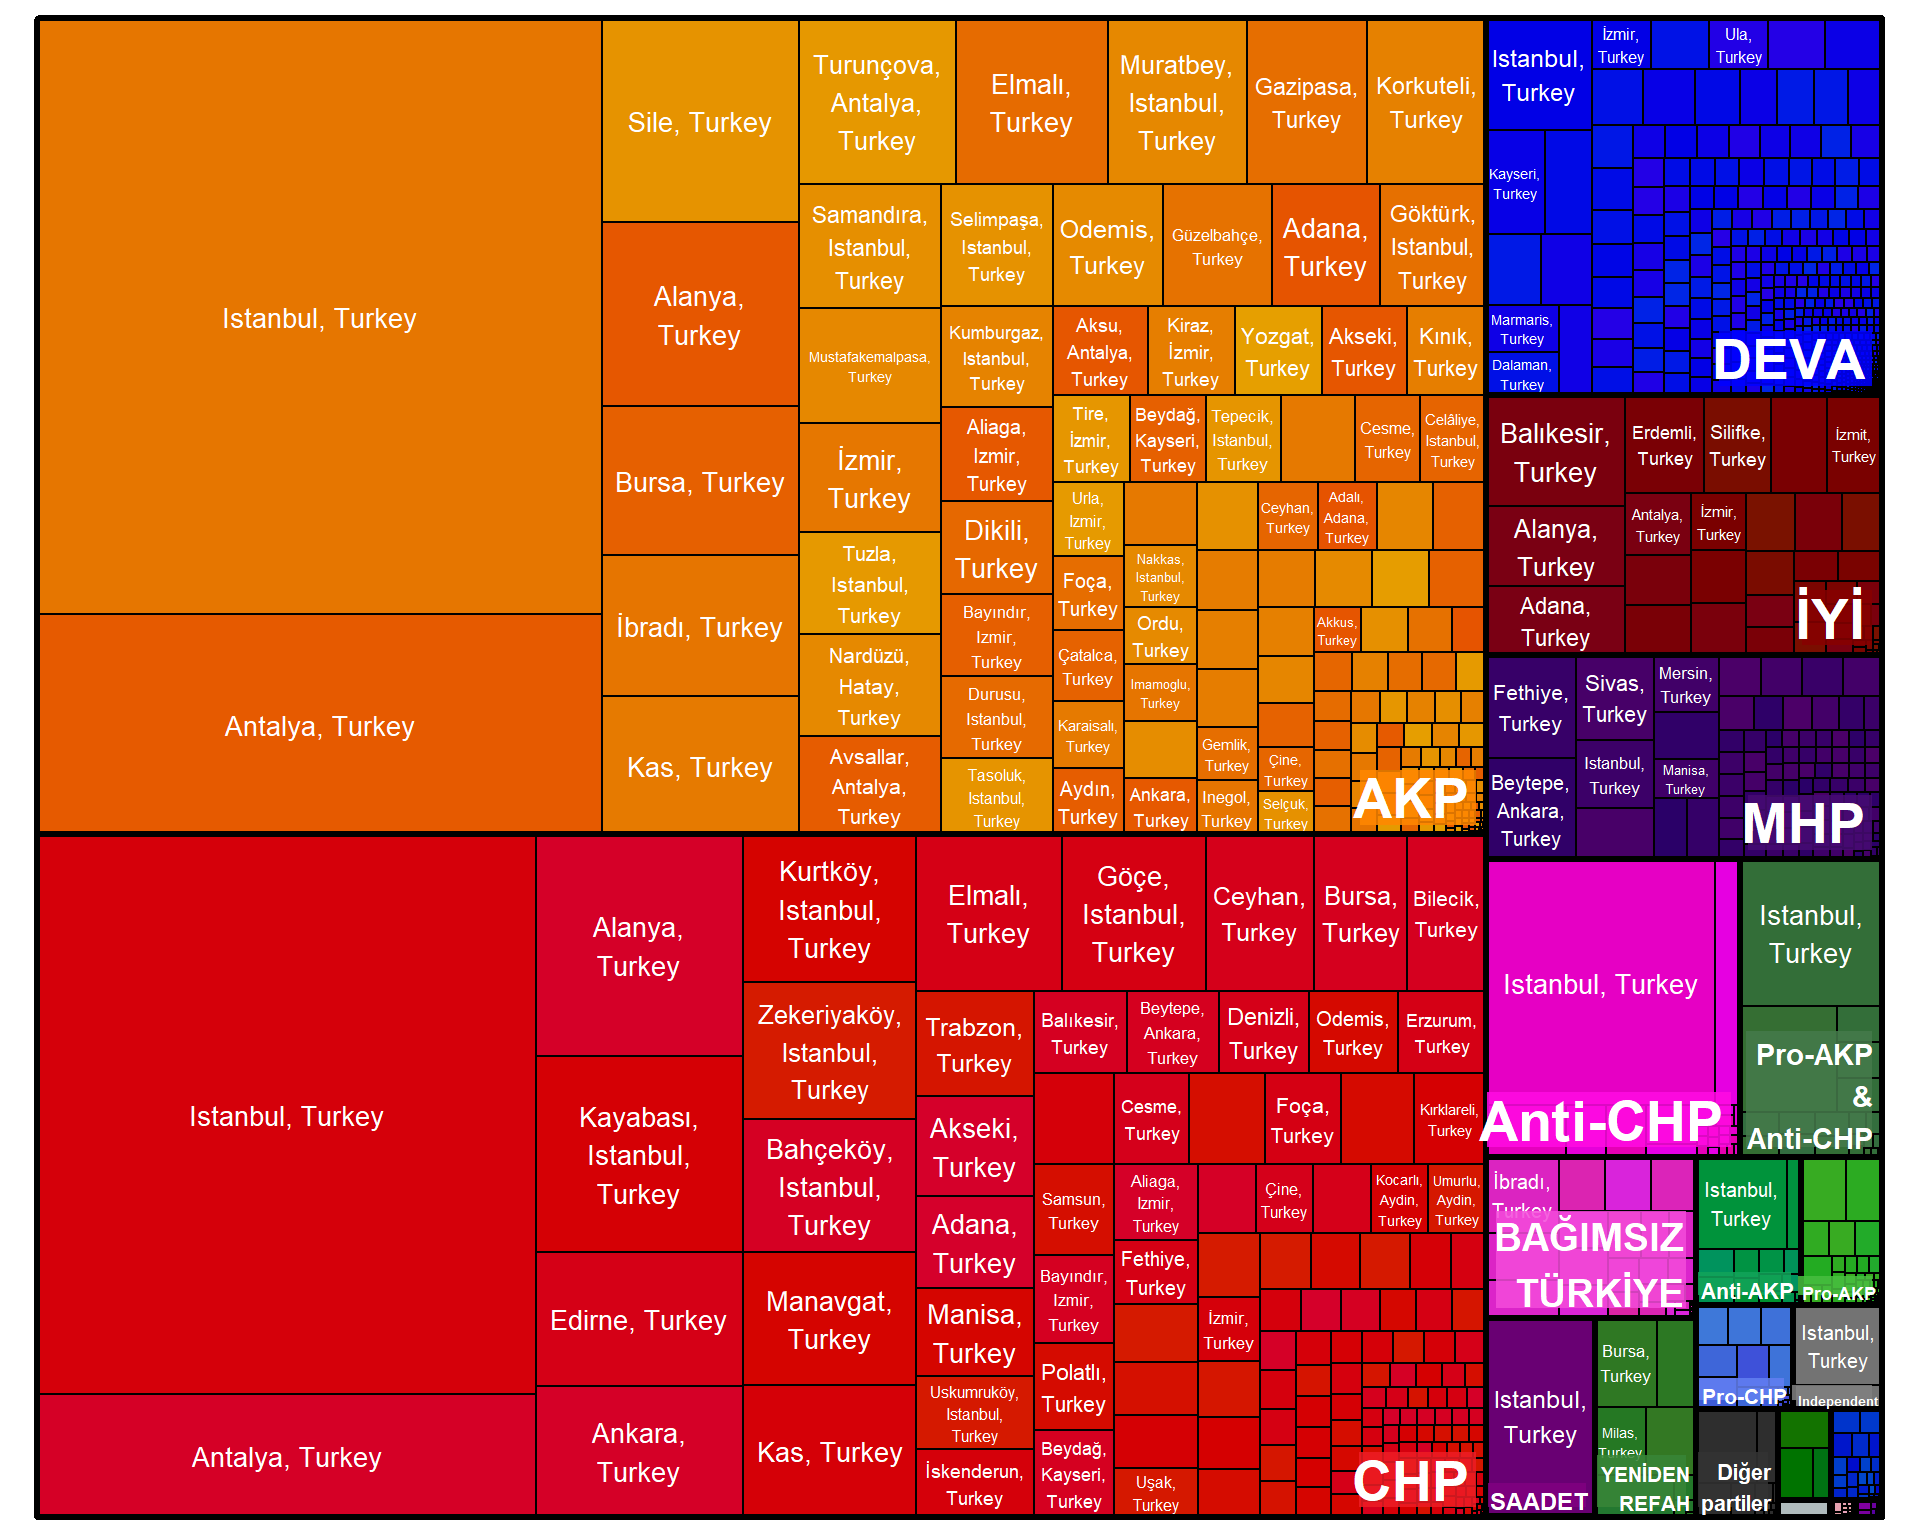 Istanbul, Turkey
Antalya, Turkey
Sile, Turkey
Alanya,
Turkey
Bursa, Turkey
İbradı, Turkey
Kas, Turkey
Turunçova,
Antalya,
Turkey
Elmalı,
Turkey
Muratbey,
Istanbul,
Turkey
Gazipasa,
Turkey
Korkuteli,
Turkey
Samandıra,
Istanbul,
Turkey
Mustafakemalpasa,
Turkey
İzmir,
Turkey
Tuzla,
Istanbul,
Turkey
Nardüzü,
Hatay,
Turkey
Avsallar,
Antalya,
Turkey
Selimpaşa,
Istanbul,
Turkey
Kumburgaz,
Istanbul,
Turkey
Aliaga,
Izmir,
Turkey
Dikili,
Turkey
Bayındır,
Izmir,
Turkey
Durusu,
Istanbul,
Turkey
Tasoluk,
Istanbul,
Turkey
Odemis,
Turkey
Güzelbahçe,
Turkey
Adana,
Turkey
Göktürk,
Istanbul,
Turkey
Aksu,
Antalya,
Turkey
Kiraz,
İzmir,
Turkey
Yozgat,
Turkey
Akseki,
Turkey
Kınık,
Turkey
Tire,
İzmir,
Turkey
Beydağ,
Kayseri,
Turkey
Tepecik,
Istanbul,
Turkey
Cesme,
Turkey
Celâliye,
Istanbul,
Turkey
Urla,
Izmir,
Turkey
Foça,
Turkey
Çatalca,
Turkey
Karaisalı,
Turkey
Aydın,
Turkey
Nakkas,
Istanbul,
Turkey
Ordu,
Turkey
Imamoglu,
Turkey
Ankara,
Turkey
Gemlik,
Turkey
Inegol,
Turkey
Ceyhan,
Turkey
Adalı,
Adana,
Turkey
Akkus,
Turkey
Çine,
Turkey
Selçuk,
Turkey
AKP
Istanbul,
Turkey
İzmir,
Turkey
Ula,
Turkey
Kayseri,
Turkey
Marmaris,
Turkey
Dalaman,
Turkey
DEVA
Balıkesir,
Turkey
Alanya,
Turkey
Adana,
Turkey
Erdemli,
Turkey
Silifke,
Turkey
İzmit,
Turkey
Antalya,
Turkey
İzmir,
Turkey
İYİ
Fethiye,
Turkey
Beytepe,
Ankara,
Turkey
Sivas,
Turkey
Istanbul,
Turkey
Mersin,
Turkey
Manisa,
Turkey
MHP
Istanbul, Turkey
Antalya, Turkey
Alanya,
Turkey
Kayabası,
Istanbul,
Turkey
Edirne, Turkey
Ankara,
Turkey
Kurtköy,
Istanbul,
Turkey
Zekeriyaköy,
Istanbul,
Turkey
Bahçeköy,
Istanbul,
Turkey
Manavgat,
Turkey
Kas, Turkey
Elmalı,
Turkey
Göçe,
Istanbul,
Turkey
Ceyhan,
Turkey
Bursa,
Turkey
Bilecik,
Turkey
Trabzon,
Turkey
Akseki,
Turkey
Adana,
Turkey
Manisa,
Turkey
Uskumruköy,
Istanbul,
Turkey
İskenderun,
Turkey
Balıkesir,
Turkey
Beytepe,
Ankara,
Turkey
Denizli,
Turkey
Odemis,
Turkey
Erzurum,
Turkey
Cesme,
Turkey
Foça,
Turkey
Kırklareli,
Turkey
Samsun,
Turkey
Bayındır,
Izmir,
Turkey
Polatlı,
Turkey
Beydağ,
Kayseri,
Turkey
Aliaga,
Izmir,
Turkey
Fethiye,
Turkey
Uşak,
Turkey
Çine,
Turkey
Kocarlı,
Aydin,
Turkey
Umurlu,
Aydın,
Turkey
İzmir,
Turkey
CHP
Istanbul, Turkey
Anti-CHP
Istanbul,
Turkey
Pro-AKP
&
Anti-CHP
İbradı,
Turkey
BAĞIMSIZ
TÜRKİYE
Istanbul,
Turkey
Anti-AKP
Pro-AKP
Istanbul,
Turkey
SAADET
Bursa,
Turkey
Milas,
Turkey
YENİDEN
REFAH
Pro-CHP
Istanbul,
Turkey
Independent
Diğer
partiler